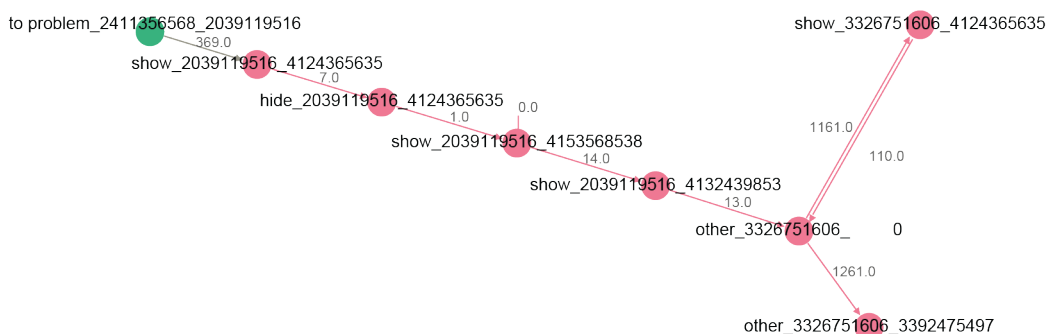 to problem_2411356568_2039119516
show_3326751606_4124365635
369.0
show_2039119516_4124365635
7.0
hide_2039119516_4124365635
1.0
0.0
1161.0
show_2039119516_4153568538
14.0
110.0
show_2039119516_4132439853
13.0
other_3326751606_ 0
1261.0
other_3326751606_3392475497